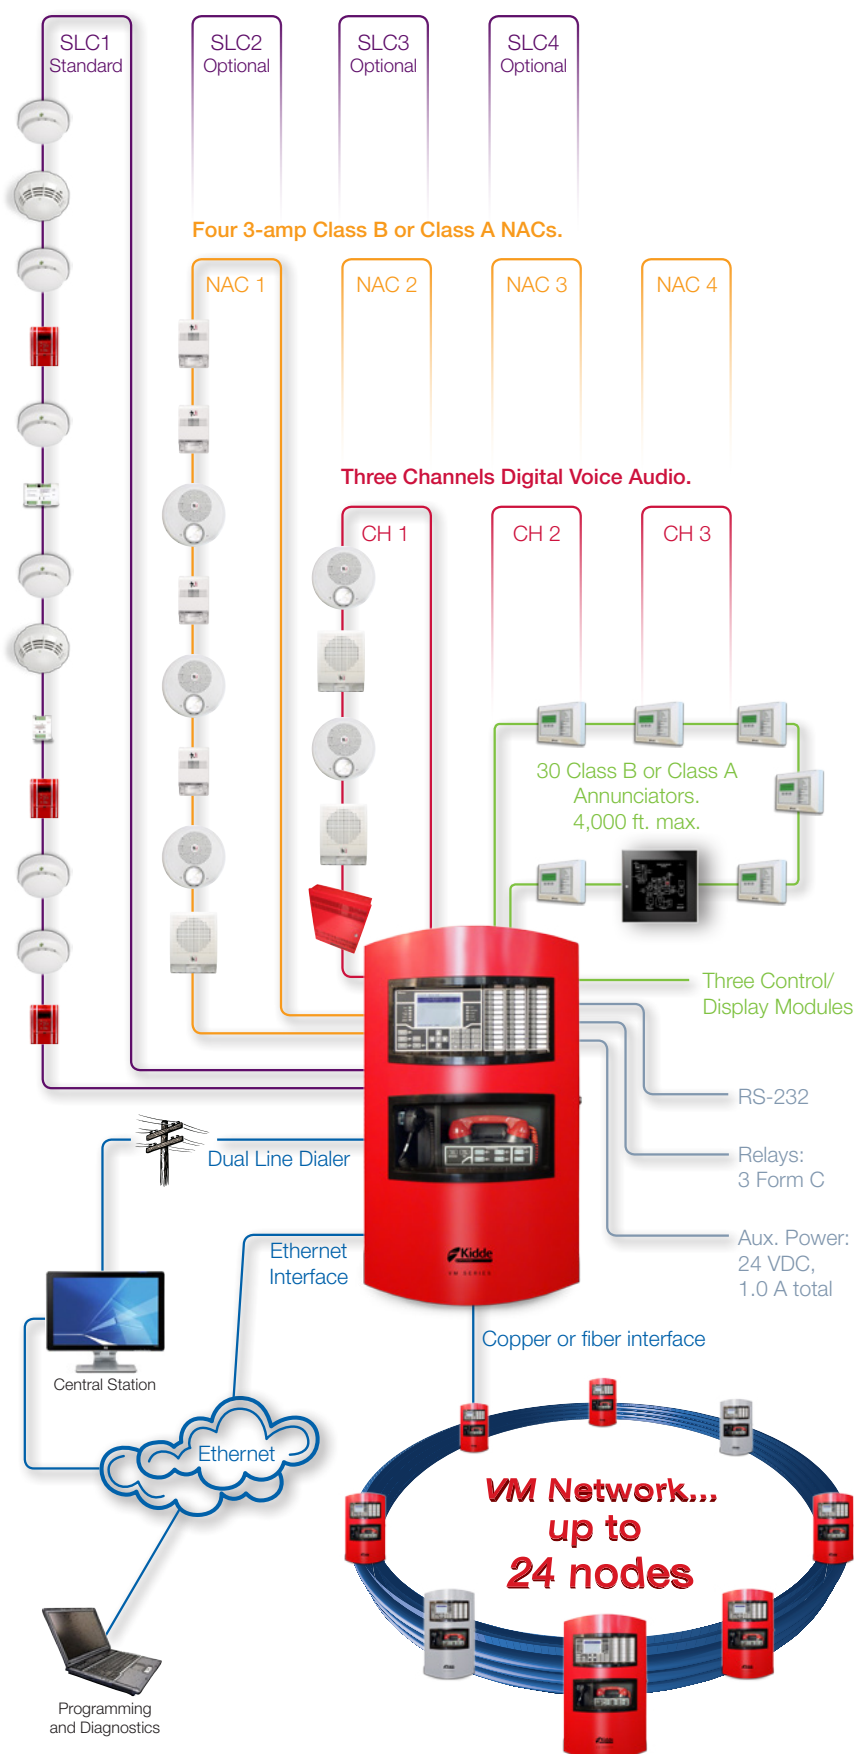 SLC1
Standard
SLC2
Optional
SLC3
Optional
SLC4
Optional
Four 3-amp Class B or Class A NACs.
NAC 1
NAC 2
NAC 3
NAC 4
Three Channels Digital Voice Audio.
CH 1
CH 2
CH 3
30 Class B or Class A
Annunciators.
4,000 ft. max.
Three Control/
Display Modules
RS-232
Relays:
3 Form C
Aux. Power:
24 VDC,
1.0 A total
Dual Line Dialer
Ethernet
Interface
Kidde
VM SERIES
Copper or fiber interface
Central Station
Ethernet
VM Network...
up to
24 nodes
Programming
and Diagnostics